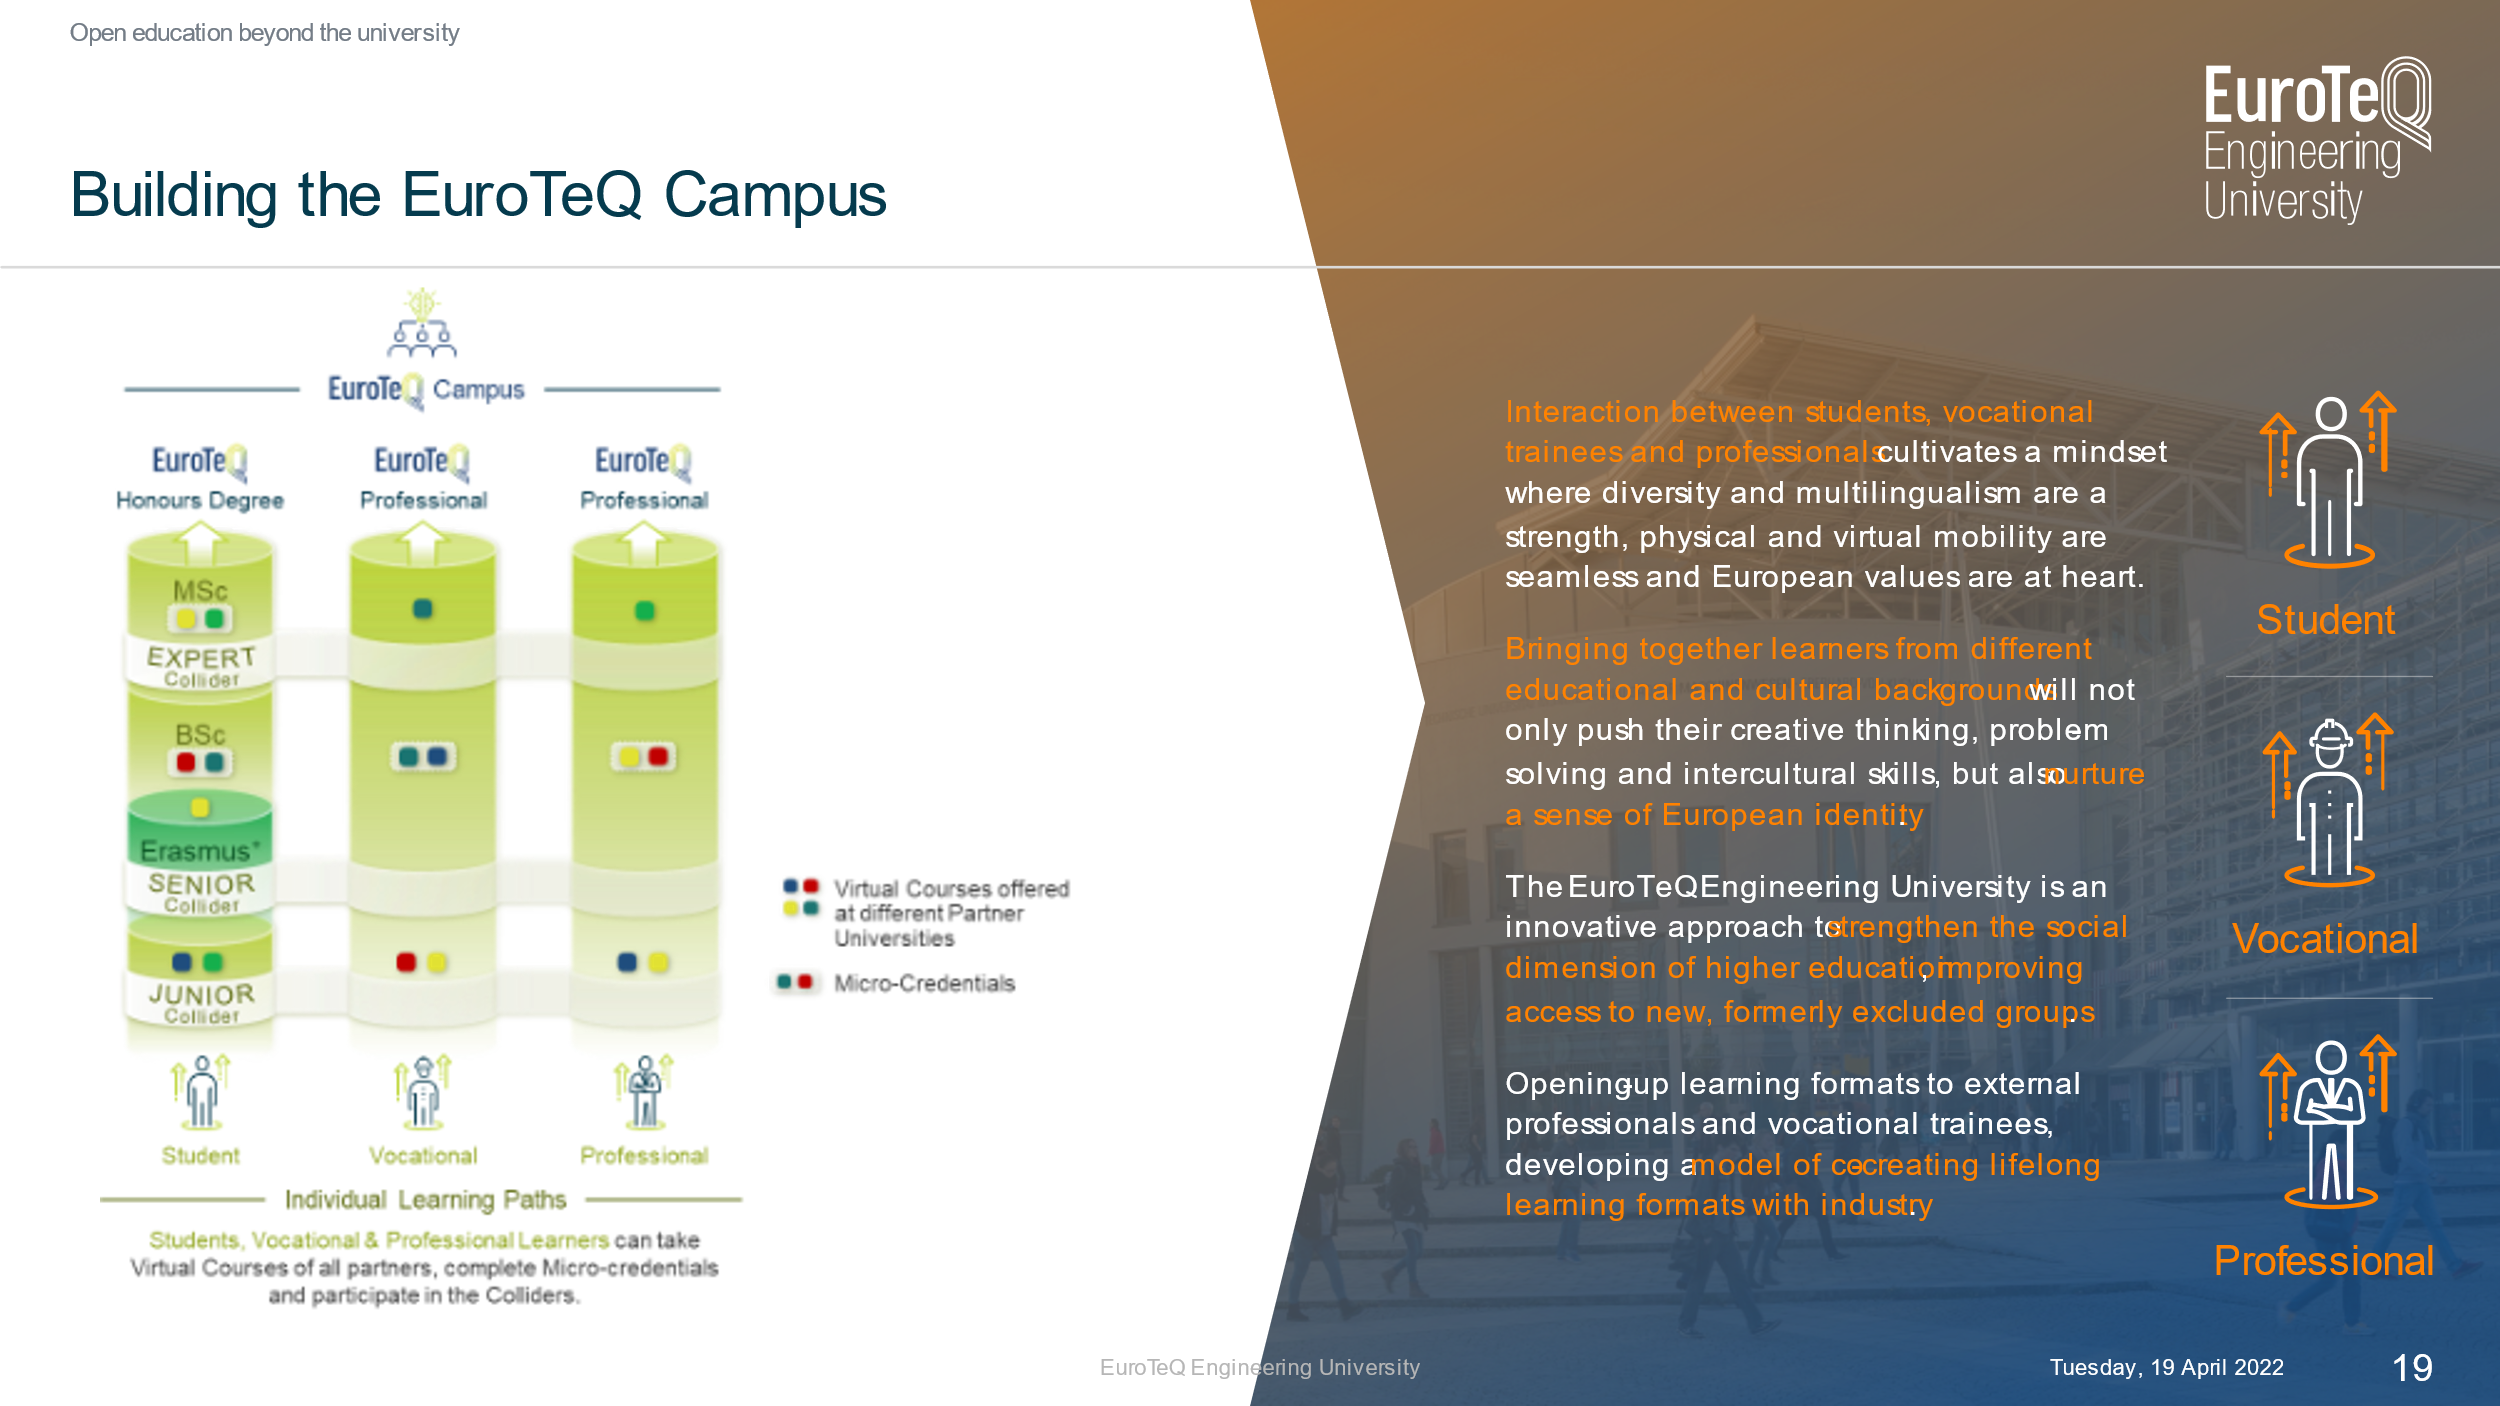 Open education beyond the university
Building the EuroTeQ Campus
EuroTeQ
Engineering
University
EuroTeQ Campus
EuroTeQ
Honours Degree
EuroTeQ
Professional
EuroTeQ
Professional
MSc
EXPERT
Collider
BSc
Erasmus+
SENIOR
Collider
JUNIOR
Collider
Virtual Courses offered
at different Partner
Universities
Micro-Credentials
Student
Vocational
Professional
Individual Learning Paths
Students, Vocational & Professional Learners can take
Virtual Courses of all partners, complete Micro-credentials
and participate in the Colliders.
Interaction between students, vocational
trainees and professionals cultivates a mindset
where diversity and multilingualism are a
strength, physical and virtual mobility are
seamless and European values are at heart.
Bringing together learners from different
educational and cultural backgrounds will not
only push their creative thinking, problem
solving and intercultural skills, but also nurture
a sense of European identity.
The EuroTeQ Engineering University is an
innovative approach to strengthen the social
dimension of higher education, improving
access to new, formerly excluded groups.
Opening-up learning formats to external
professionals and vocational trainees,
developing a model of co-creating lifelong
learning formats with industry.
Student
Vocational
Professional
EuroTeQ Engineering University
Tuesday, 19 April 2022
19